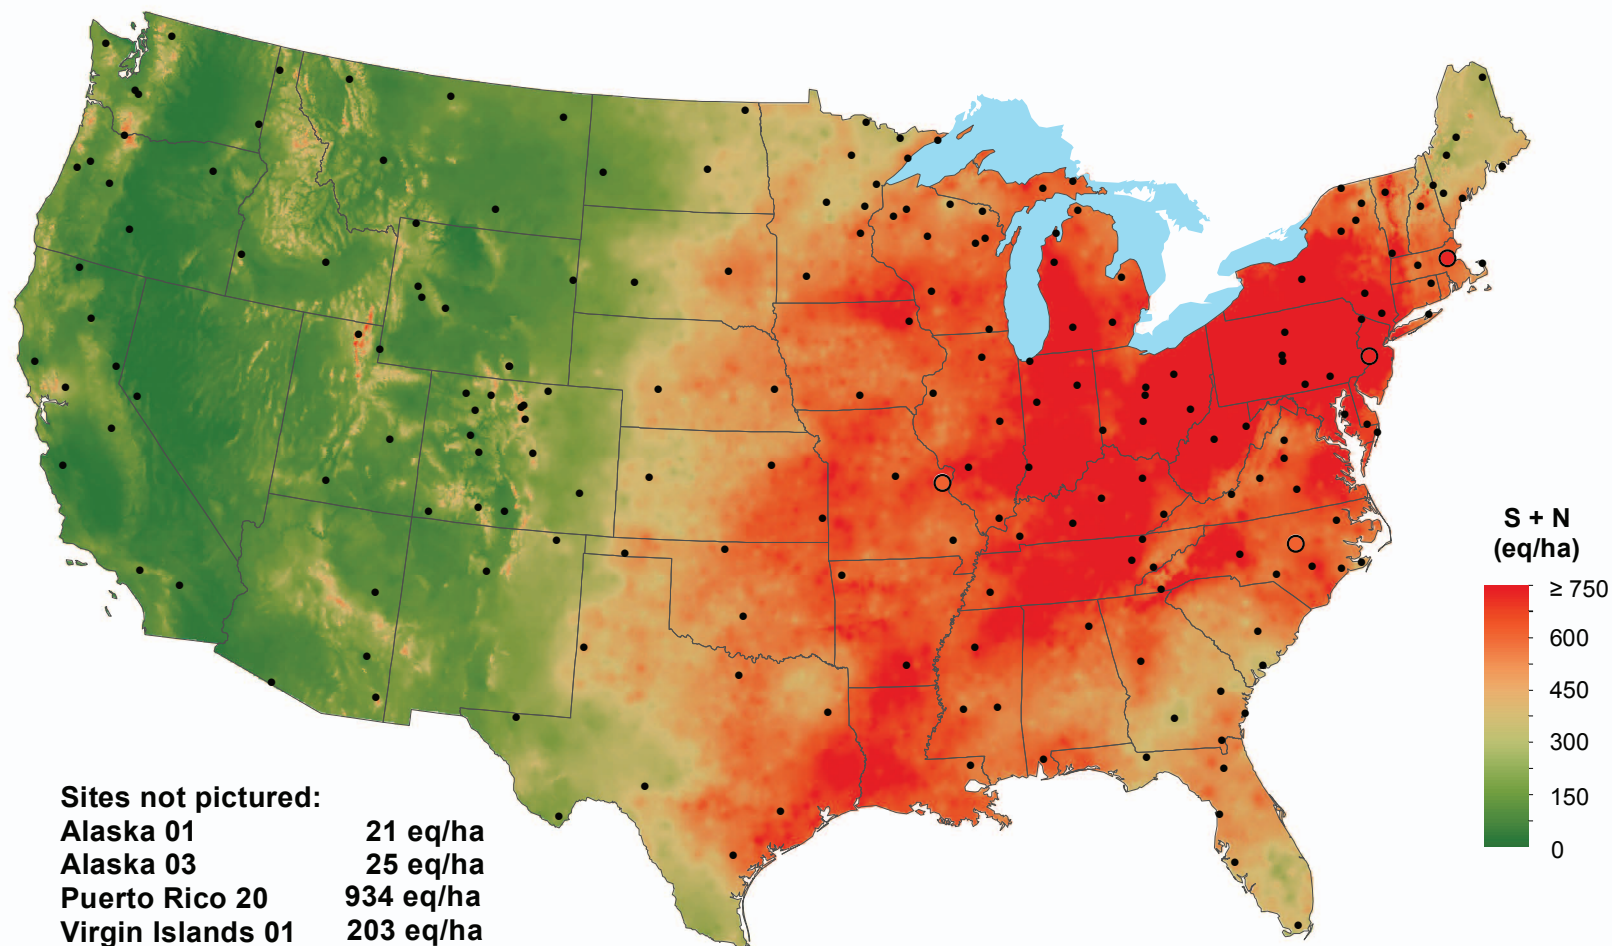 S + N
(eq/ha)
≥ 750
600
450
300
150
0
Sites not pictured:
Alaska 01 21 eq/ha
Alaska 03 25 eq/ha
Puerto Rico 20 934 eq/ha
Virgin Islands 01 203 eq/ha